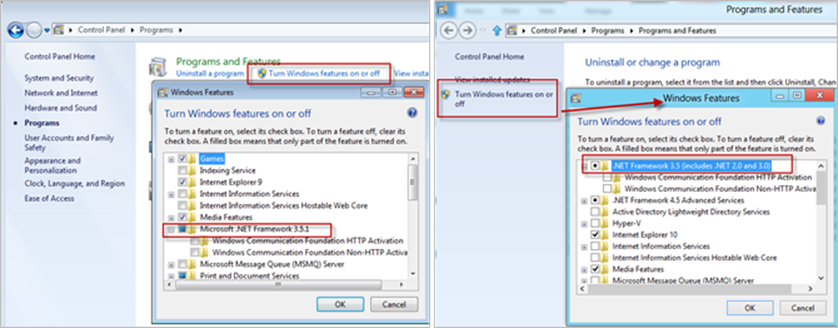 Control Panel ▸ Programs ▸
Control Panel Home
System and Security
Network and Internet
Hardware and Sound
Programs
User Accounts and Family
Safety
Appearance and
Personalization
Clock, Language, and Region
Ease of Access
Programs and Features
Uninstall a program
Turn Windows features on or off
View insta
Windows Features
Turn Windows features on or off
To turn a feature on, select its check box. To turn a feature off, clear its
check box. A filled box means that only part of the feature is turned on.
Games
Indexing Service
Internet Explorer 9
Internet Information Services
Internet Information Services Hostable Web Core
Media Features
Microsoft .NET Framework 3.5.1
Windows Communication Foundation HTTP Activation
Windows Communication Foundation Non-HTTP Activation
Microsoft Message Queue (MSMQ) Server
Print and Document Services
OK
Cancel
Programs and Features
Control Panel ▸ Programs ▸ Programs and Features
Control Panel Home
View installed updates
Turn Windows features on or
off
Uninstall or change a program
To uninstall a program, select it from the list and then click Uninstall, Chan
Windows Features
Turn Windows features on or off
To turn a feature on, select its check box. To turn a feature off, clear its
check box. A filled box means that only part of the feature is turned on.
.NET Framework 3.5 (includes .NET 2.0 and 3.0)
Windows Communication Foundation HTTP Activation
Windows Communication Foundation Non-HTTP Activation
.NET Framework 4.5 Advanced Services
Active Directory Lightweight Directory Services
Hyper-V
Internet Explorer 10
Internet Information Services
Internet Information Services Hostable Web Core
Media Features
Microsoft Message Queue (MSMQ) Server
OK
Cancel